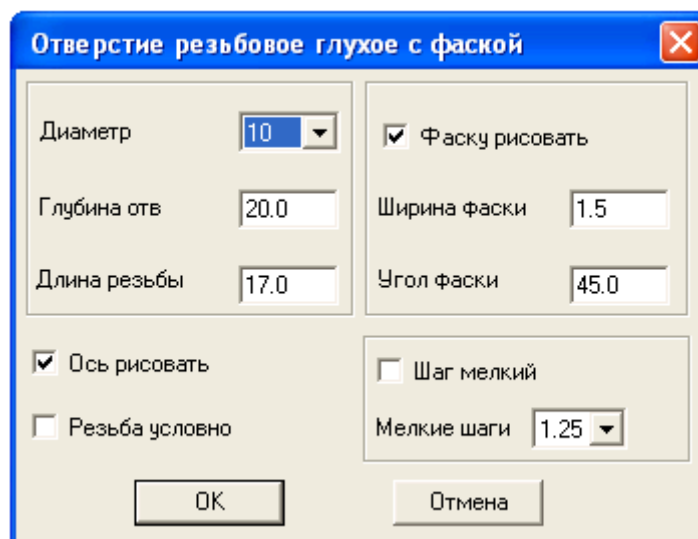 Отверстие резьбовое глухое с фаской
Диаметр 10
Глубина отв 20.0
Длина резьбы 17.0
Фаску рисовать
Ширина фаски 1.5
Угол фаски 45.0
Ось рисовать
Резьба условно
Шаг мелкий
Мелкие шаги 1.25
OK
Отмена